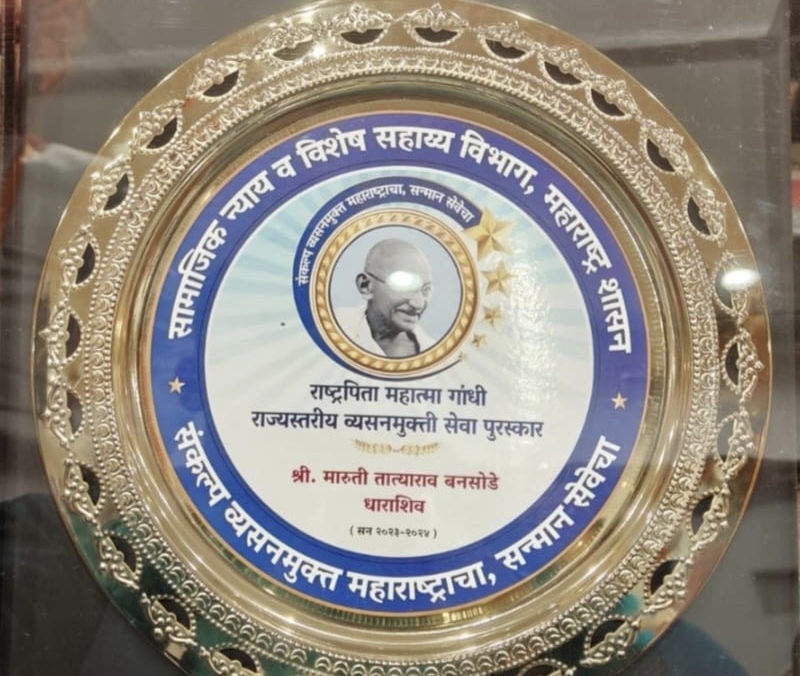 सामाजिक न्याय व विशेष सहाय्य विभाग, महाराष्ट्र शासन
संकल्प व्यसनमुक्त महाराष्ट्राचा, सन्मान सेवेचा
राष्ट्रपिता महात्मा गांधी
राज्यस्तरीय व्यसनमुक्ती सेवा पुरस्कार
श्री. मारुती तात्याराव बनसोडे
धाराशिव
( सन २०२३-२०२४ )
संकल्प व्यसनमुक्त महाराष्ट्राचा, सन्मान सेवेचा